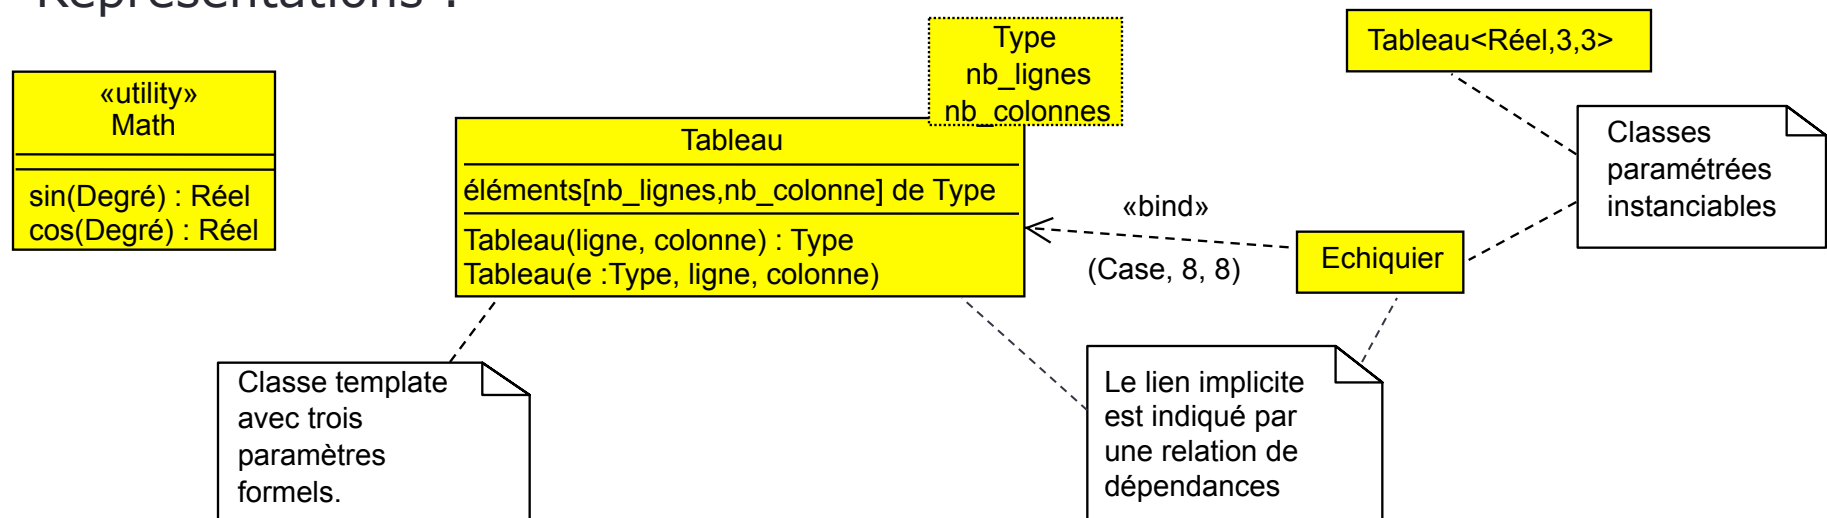 Représentations :
«utility»
Math
sin(Degré) : Réel
cos(Degré) : Réel
Type
nb_lignes
nb_colonnes
Tableau
éléments[nb_lignes,nb_colonne] de Type
Tableau(ligne, colonne) : Type
Tableau(e :Type, ligne, colonne)
«bind»
(Case, 8, 8)
Echiquier
Tableau<Réel,3,3>
Classes
paramétrées
instanciables
Classe template
avec trois
paramètres
formels.
Le lien implicite
est indiqué par
une relation de
dépendances